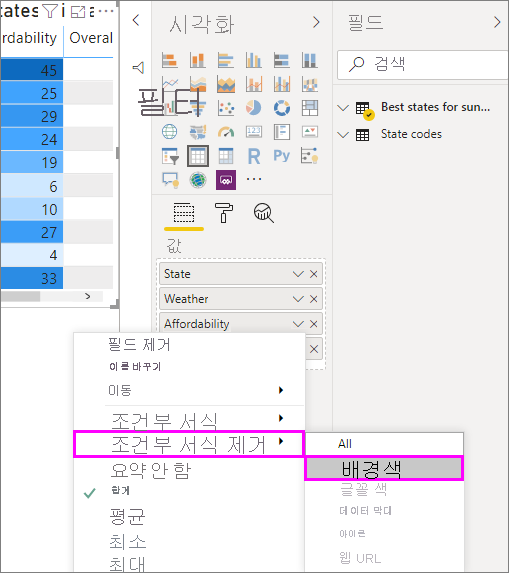 tates
i
a
rdability
Overal
45
25
29
24
19
6
10
27
4
33
시각화
필터
R
Py
값
State
Weather
Affordability
필드
검색
Best states for sun...
State codes
필드 제거
이름 바꾸기
이동
조건부 서식
조건부 서식 제거
요약 안 함
합계
평균
최소
최대
All
배경색
글꼴 색
데이터 막대
아이콘
웹 URL